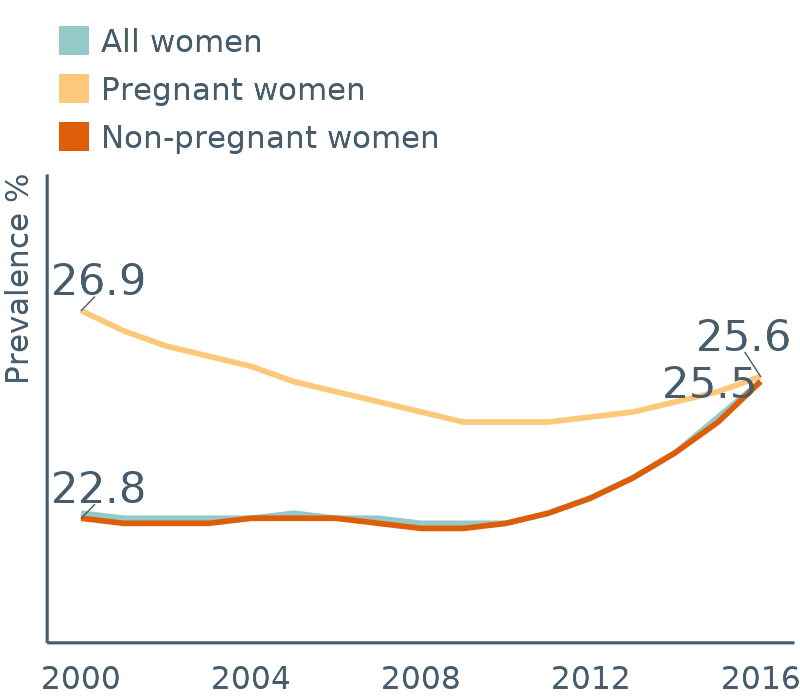 All women
Pregnant women
Non-pregnant women
Prevalence %
26.9
25.6
25.5
22.8
2000
2004
2008
2012
2016